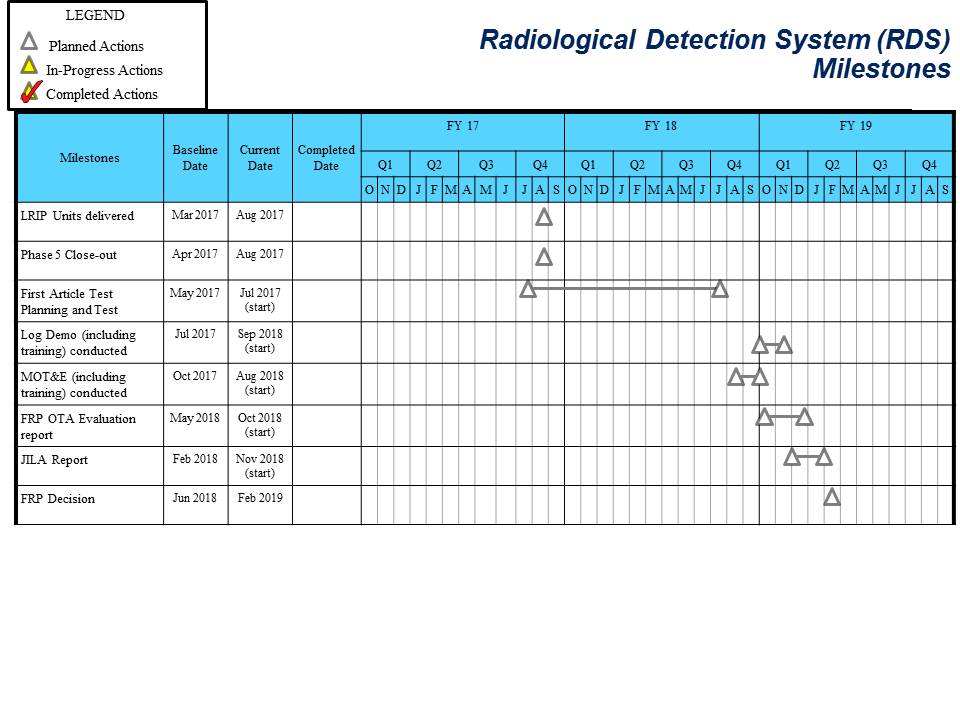 LEGEND
Planned Actions
In-Progress Actions
Completed Actions
Radiological Detection System (RDS)
Milestones
Milestones
Baseline
Date
Current
Date
Completed
Date
FY 17 FY 18 FY 19
Q1 Q2 Q3 Q4 Q1 Q2 Q3 Q4 Q1 Q2 Q3 Q4
O N D J F M A M J J A S O N D J F M A M J J A S O N D J F M A M J J A S
LRIP Units delivered Mar 2017 Aug 2017
Phase 5 Close-out Apr 2017 Aug 2017
First Article Test
Planning and Test
May 2017
Jul 2017
(start)
Log Demo (including
training) conducted
Jul 2017
Sep 2018
(start)
MOT&E (including
training) conducted
Oct 2017
Aug 2018
(start)
FRP OTA Evaluation
report
May 2018
Oct 2018
(start)
JILA Report
Feb 2018
Nov 2018
(start)
FRP Decision Jun 2018 Feb 2019